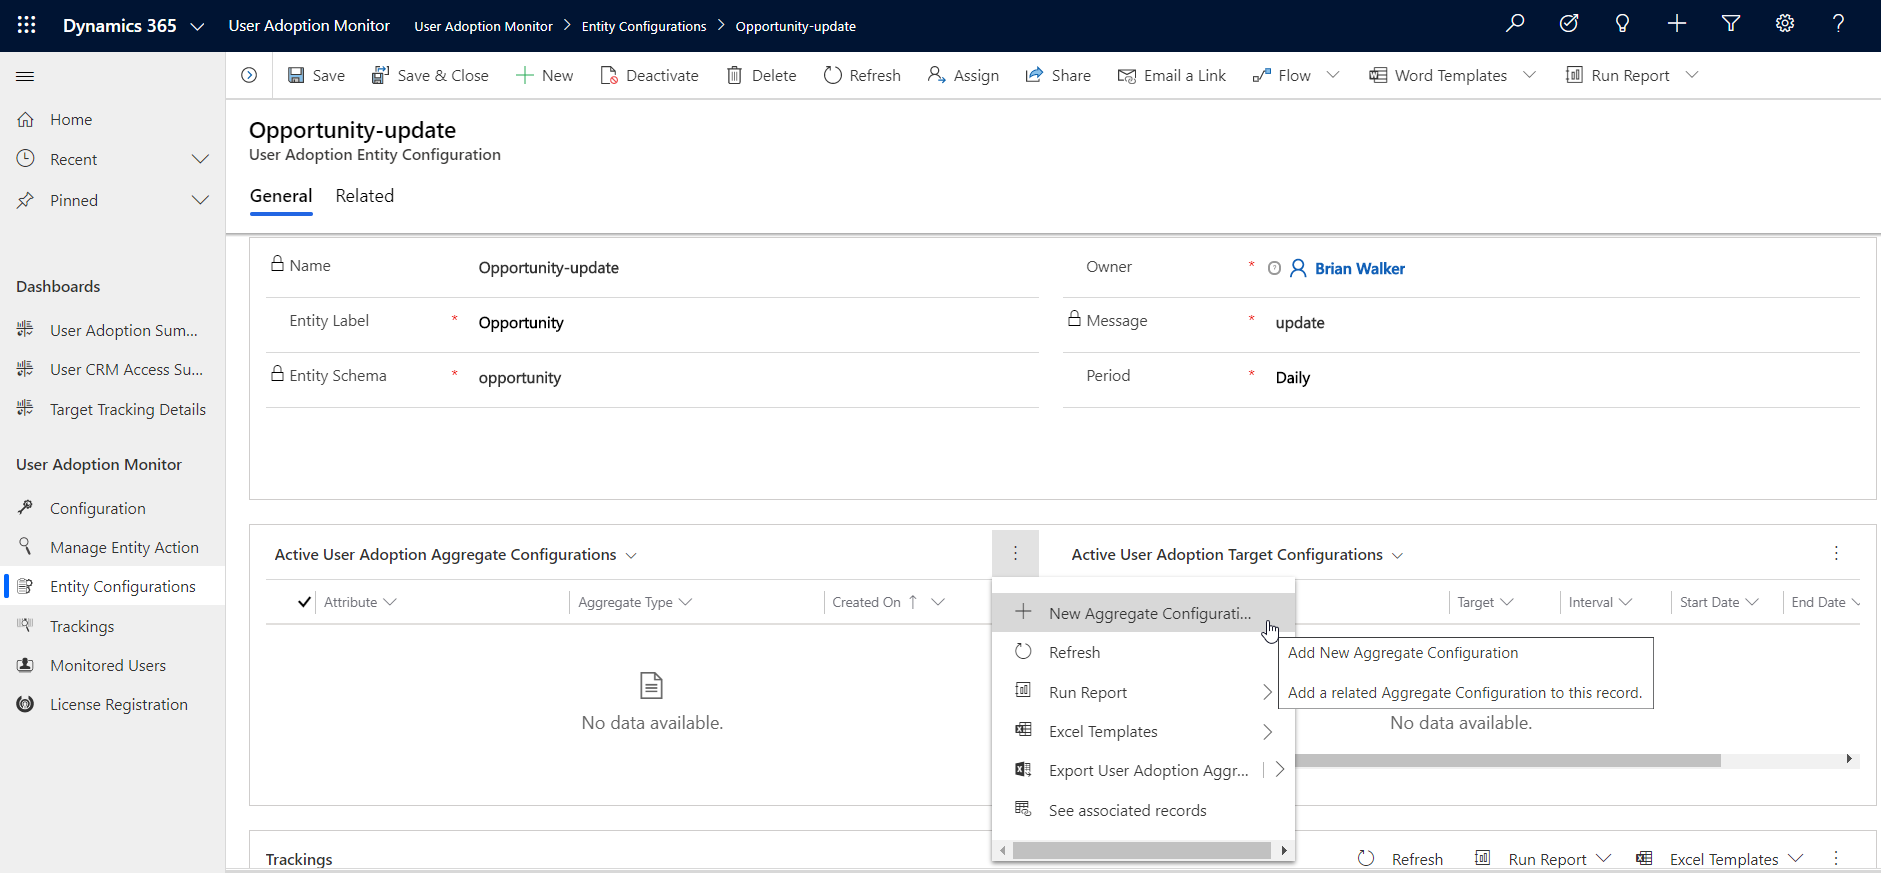 Dynamics 365 User Adoption Monitor User Adoption Monitor > Entity Configurations > Opportunity-update
Save Save & Close New Deactivate Delete Refresh Assign Share Email a Link Flow Word Templates Run Report
Home
Recent
Pinned
Dashboards
User Adoption Sum...
User CRM Access Su...
Target Tracking Details
User Adoption Monitor
Configuration
Manage Entity Action
Entity Configurations
Trackings
Monitored Users
License Registration
Opportunity-update
User Adoption Entity Configuration
General Related
Name Opportunity-update Owner * Brian Walker
Entity Label * Opportunity Message * update
Entity Schema * opportunity Period * Daily
Active User Adoption Aggregate Configurations Active User Adoption Target Configurations
Attribute Aggregate Type Created On ↑ Target Interval Start Date End Date
No data available.
New Aggregate Configurati...
Refresh
Run Report
Excel Templates
Export User Adoption Aggr...
See associated records
Add New Aggregate Configuration
Add a related Aggregate Configuration to this record.
No data available.
Trackings Refresh Run Report Excel Templates